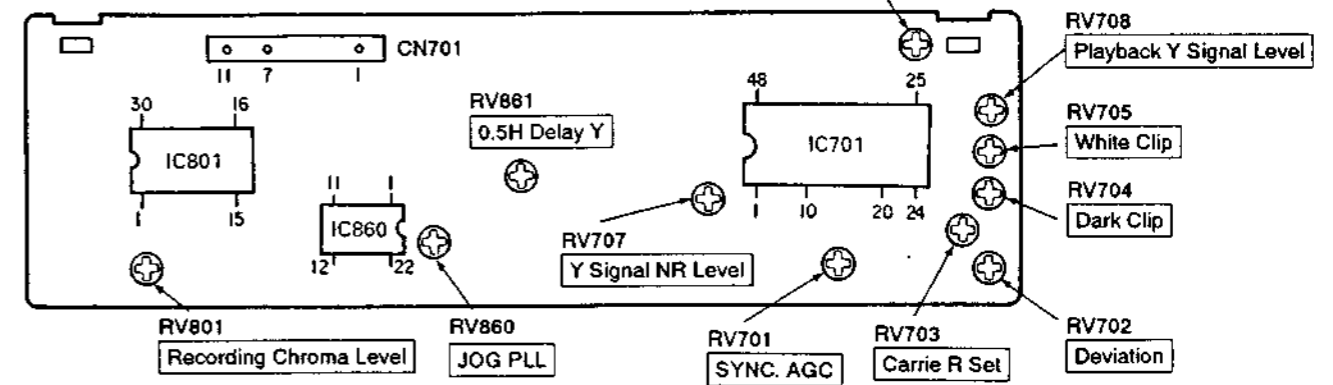 RV708
Playback Y Signal Level
CN701
11 7 1
48 25
30 16
RV861
0.5H Delay Y
RV705
White Clip
IC801
IC701
11 1
RV704
Dark Clip
1 15
1 10 20 24
IC860
RV707
Y Signal NR Level
12 22
RV801
Recording Chroma Level
RV860
JOG PLL
RV701
SYNC. AGC
RV703
Carrie R Set
RV702
Deviation